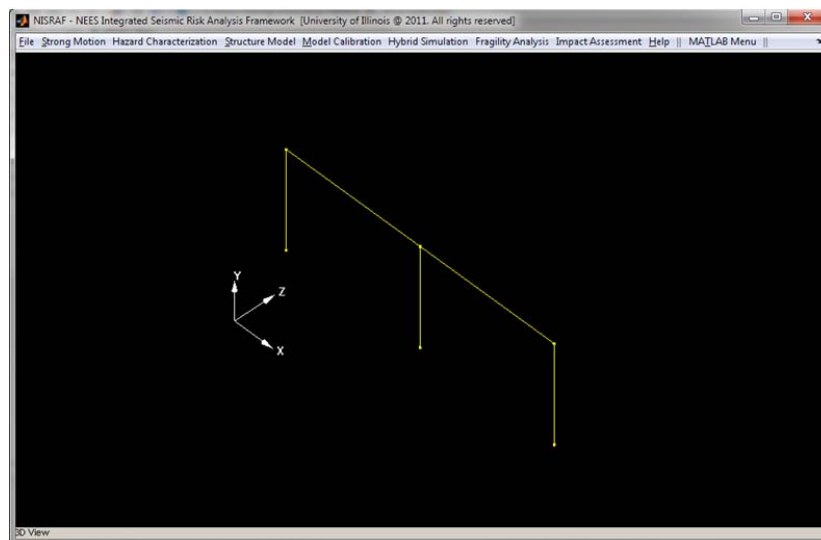 NISRAF - NEES Integrated Seismic Risk Analysis Framework [University of Illinois @ 2011. All rights reserved]
File Strong Motion Hazard Characterization Structure Model Model Calibration Hybrid Simulation Fragility Analysis Impact Assessment Help || MATLAB Menu ||
Y
Z
X
3D View